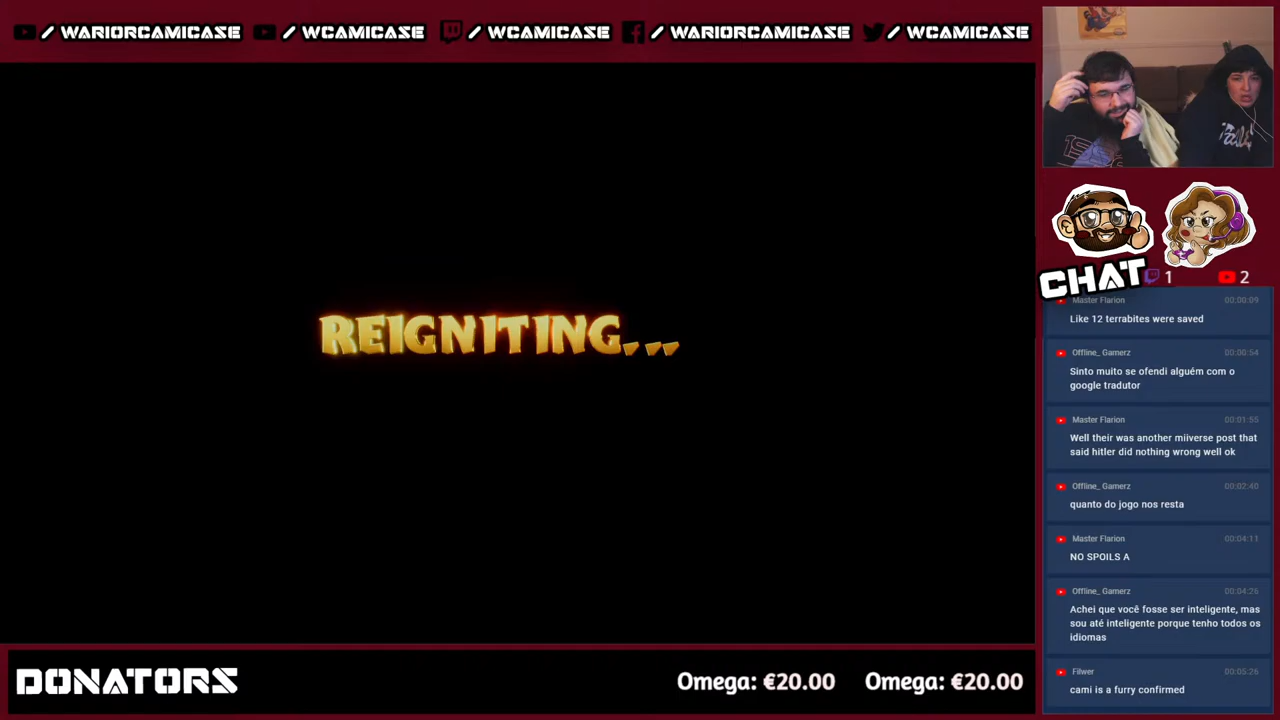 / WARIORCAMICASE / WCAMICASE / WCAMICASE / WARIORCAMICASE / WCAMICASE
REIGNITING...
CHAT 1 2
Master Flarion 00:00:09
Like 12 terrabites were saved
Offline_ Gamerz 00:00:54
Sinto muito se ofendi alguém com o
google tradutor
Master Flarion 00:01:55
Well their was another miiverse post that
said hitler did nothing wrong well ok
Offline_ Gamerz 00:02:40
quanto do jogo nos resta
Master Flarion 00:04:11
NO SPOILS A
Offline_ Gamerz 00:04:26
Achei que você fosse ser inteligente, mas
sou até inteligente porque tenho todos os
idiomas
Filwer 00:05:26
cami is a furry confirmed
DONATORS Omega: €20.00 Omega: €20.00